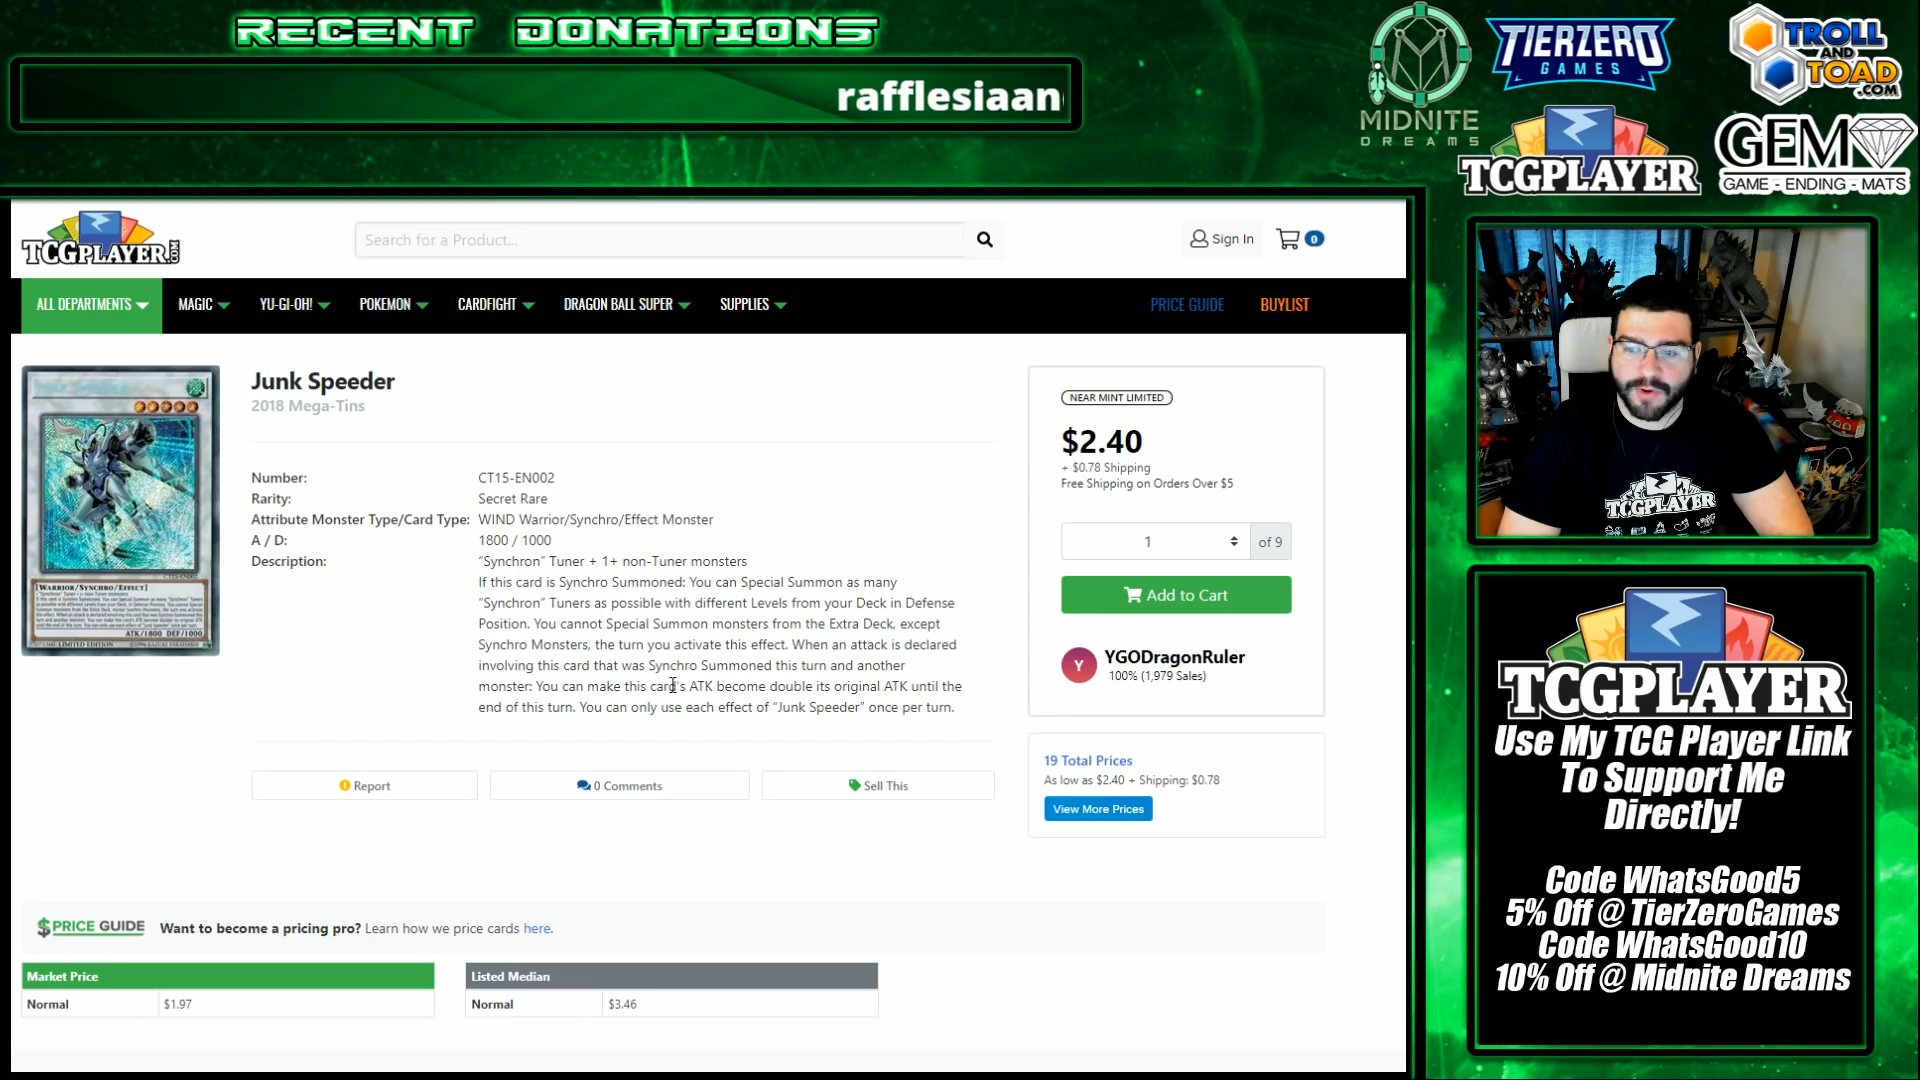 RECENT DONATIONS
rafflesiaan
MIDNITE
DREAMS
TIERZERO
GAMES
TROLL
AND
TOAD
.COM
TCGPLAYER
GEM
GAME - ENDING - MATS
TCGPLAYER.COM
Search for a Product...
Sign In
0
ALL DEPARTMENTS
MAGIC
YU-GI-OH!
POKEMON
CARDFIGHT
DRAGON BALL SUPER
SUPPLIES
PRICE GUIDE
BUYLIST
Junk Speeder
2018 Mega-Tins
Number: CT15-EN002
Rarity: Secret Rare
Attribute Monster Type/Card Type: WIND Warrior/Synchro/Effect Monster
A / D: 1800 / 1000
Description: “Synchron” Tuner + 1+ non-Tuner monsters
If this card is Synchro Summoned: You can Special Summon as many
“Synchron” Tuners as possible with different Levels from your Deck in Defense
Position. You cannot Special Summon monsters from the Extra Deck, except
Synchro Monsters, the turn you activate this effect. When an attack is declared
involving this card that was Synchro Summoned this turn and another
monster: You can make this card's ATK become double its original ATK until the
end of this turn. You can only use each effect of “Junk Speeder” once per turn.
[WARRIOR/SYNCHRO/EFFECT]
ATK/1800 DEF/1000
LIMITED EDITION
Report
0 Comments
Sell This
NEAR MINT LIMITED
$2.40
+ $0.78 Shipping
Free Shipping on Orders Over $5
1
of 9
Add to Cart
Y
YGODragonRuler
100% (1,979 Sales)
19 Total Prices
As low as $2.40 + Shipping: $0.78
View More Prices
$PRICE GUIDE
Want to become a pricing pro? Learn how we price cards here.
Market Price
Normal $1.97
Listed Median
Normal $3.46
TCGPLAYER
TCGPLAYER
Use My TCG Player Link
To Support Me
Directly!
Code WhatsGood5
5% Off @ TierZeroGames
Code WhatsGood10
10% Off @ Midnite Dreams